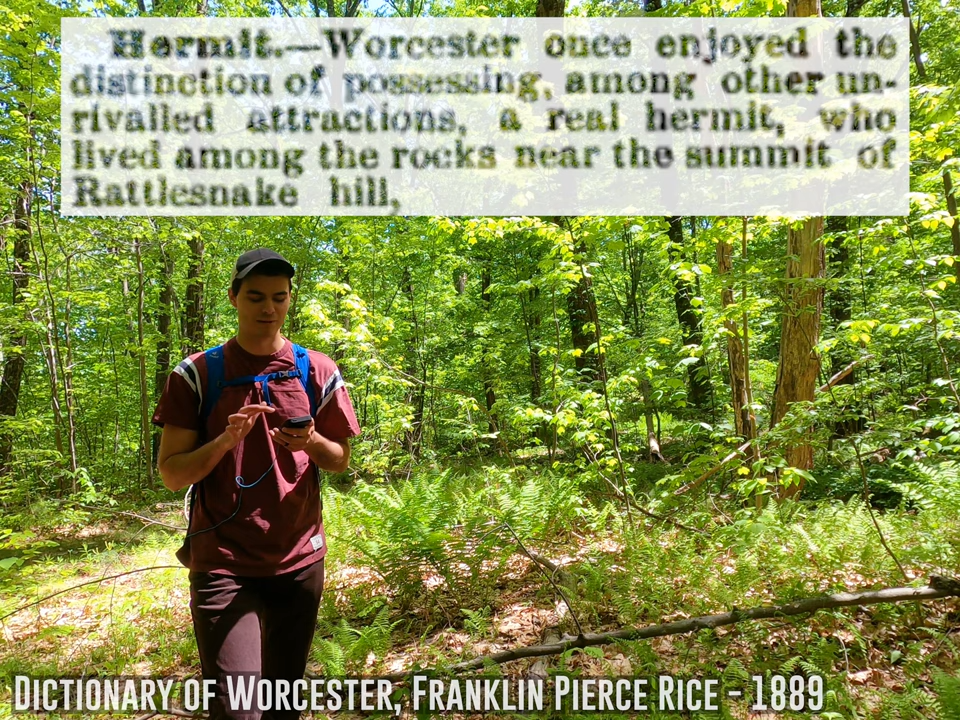 Hermit.—Worcester once enjoyed the
distinction of possessing, among other un-
rivalled attractions, a real hermit, who
lived among the rocks near the summit of
Rattlesnake hill,
DICTIONARY OF WORCESTER, FRANKLIN PIERCE RICE - 1889